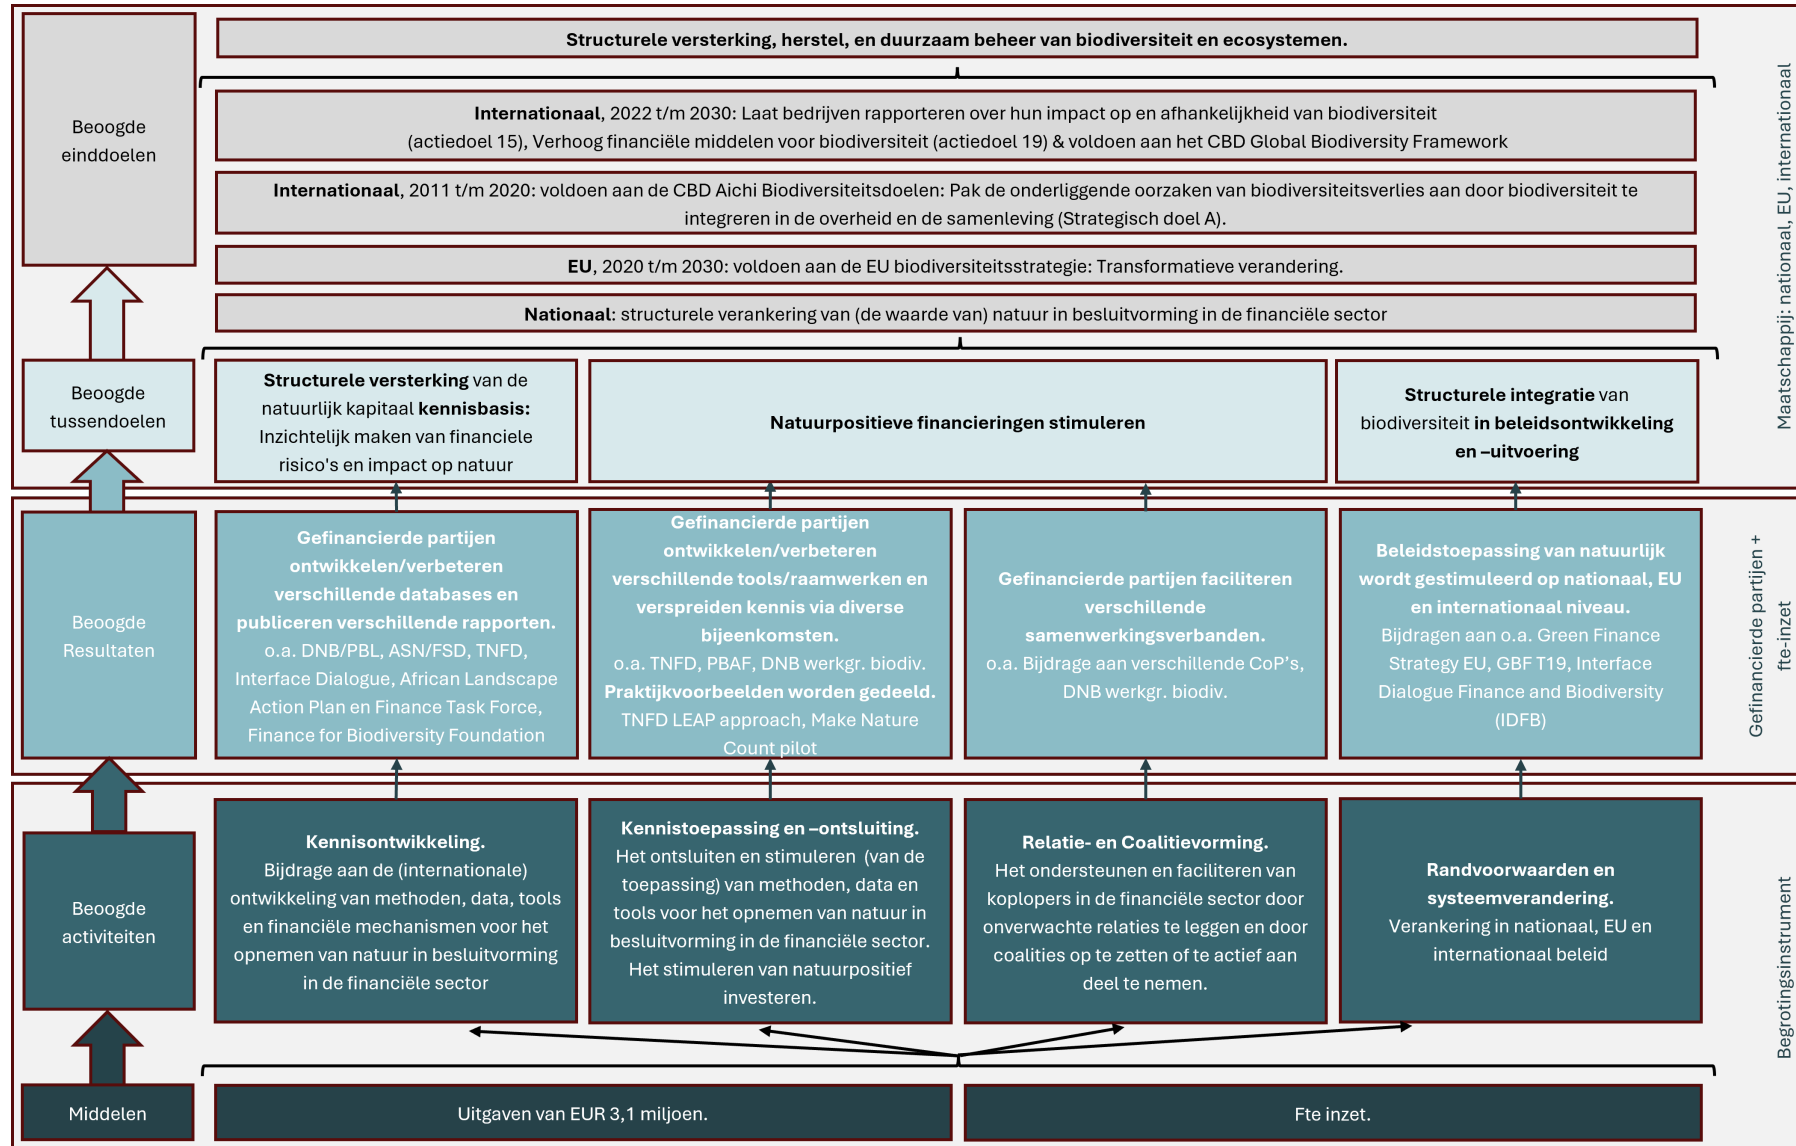 Structurele versterking, herstel, en duurzaam beheer van biodiversiteit en ecosystemen.
Beoogde
einddoelen
Internationaal, 2022 t/m 2030: Laat bedrijven rapporteren over hun impact op en afhankelijkheid van biodiversiteit
(actiedoel 15), Verhoog financiële middelen voor biodiversiteit (actiedoel 19) & voldoen aan het CBD Global Biodiversity Framework
Internationaal, 2011 t/m 2020: voldoen aan de CBD Aichi Biodiversiteitsdoelen: Pak de onderliggende oorzaken van biodiversiteitsverlies aan door biodiversiteit te
integreren in de overheid en de samenleving (Strategisch doel A).
EU, 2020 t/m 2030: voldoen aan de EU biodiversiteitsstrategie: Transformatieve verandering.
Nationaal: structurele verankering van (de waarde van) natuur in besluitvorming in de financiële sector
Maatschappij: nationaal, EU, internationaal
Beoogde
tussendoelen
Structurele versterking van de
natuurlijk kapitaal kennisbasis:
Inzichtelijk maken van financiele
risico's en impact op natuur
Natuurpositieve financieringen stimuleren
Structurele integratie van
biodiversiteit in beleidsontwikkeling
en –uitvoering
Beoogde
Resultaten
Gefinancierde partijen
ontwikkelen/verbeteren
verschillende databases en
publiceren verschillende rapporten.
o.a. DNB/PBL, ASN/FSD, TNFD,
Interface Dialogue, African Landscape
Action Plan en Finance Task Force,
Finance for Biodiversity Foundation
Gefinancierde partijen
ontwikkelen/verbeteren
verschillende tools/raamwerken en
verspreiden kennis via diverse
bijeenkomsten.
o.a. TNFD, PBAF, DNB werkgr. biodiv.
Praktijkvoorbeelden worden gedeeld.
TNFD LEAP approach, Make Nature
Count pilot
Gefinancierde partijen faciliteren
verschillende
samenwerkingsverbanden.
o.a. Bijdrage aan verschillende CoP's,
DNB werkgr. biodiv.
Beleidstoepassing van natuurlijk
wordt gestimuleerd op nationaal, EU
en internationaal niveau.
Bijdragen aan o.a. Green Finance
Strategy EU, GBF T19, Interface
Dialogue Finance and Biodiversity
(IDFB)
Gefinancierde partijen +
fte-inzet
Beoogde
activiteiten
Kennisontwikkeling.
Bijdrage aan de (internationale)
ontwikkeling van methoden, data, tools
en financiële mechanismen voor het
opnemen van natuur in besluitvorming
in de financiële sector
Kennistoepassing en –ontsluiting.
Het ontsluiten en stimuleren (van de
toepassing) van methoden, data en
tools voor het opnemen van natuur in
besluitvorming in de financiële sector.
Het stimuleren van natuurpositief
investeren.
Relatie- en Coalitievorming.
Het ondersteunen en faciliteren van
koplopers in de financiële sector door
onverwachte relaties te leggen en door
coalities op te zetten of te actief aan
deel te nemen.
Randvoorwaarden en
systeemverandering.
Verankering in nationaal, EU en
internationaal beleid
Begrotingsinstrument
Middelen
Uitgaven van EUR 3,1 miljoen.
Fte inzet.